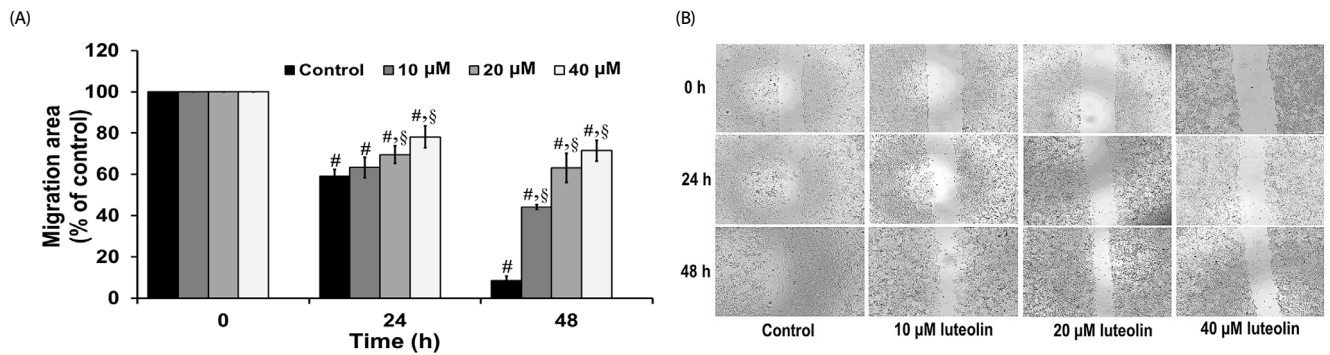 (A)
Migration area
(% of control)
120
100
80
60
40
20
0
Control 10 µM 20 µM 40 µM
# # #,§ #,§
# #,§ #,§ #,§
0 24 48
Time (h)
(B)
0 h
24 h
48 h
Control 10 µM luteolin 20 µM luteolin 40 µM luteolin